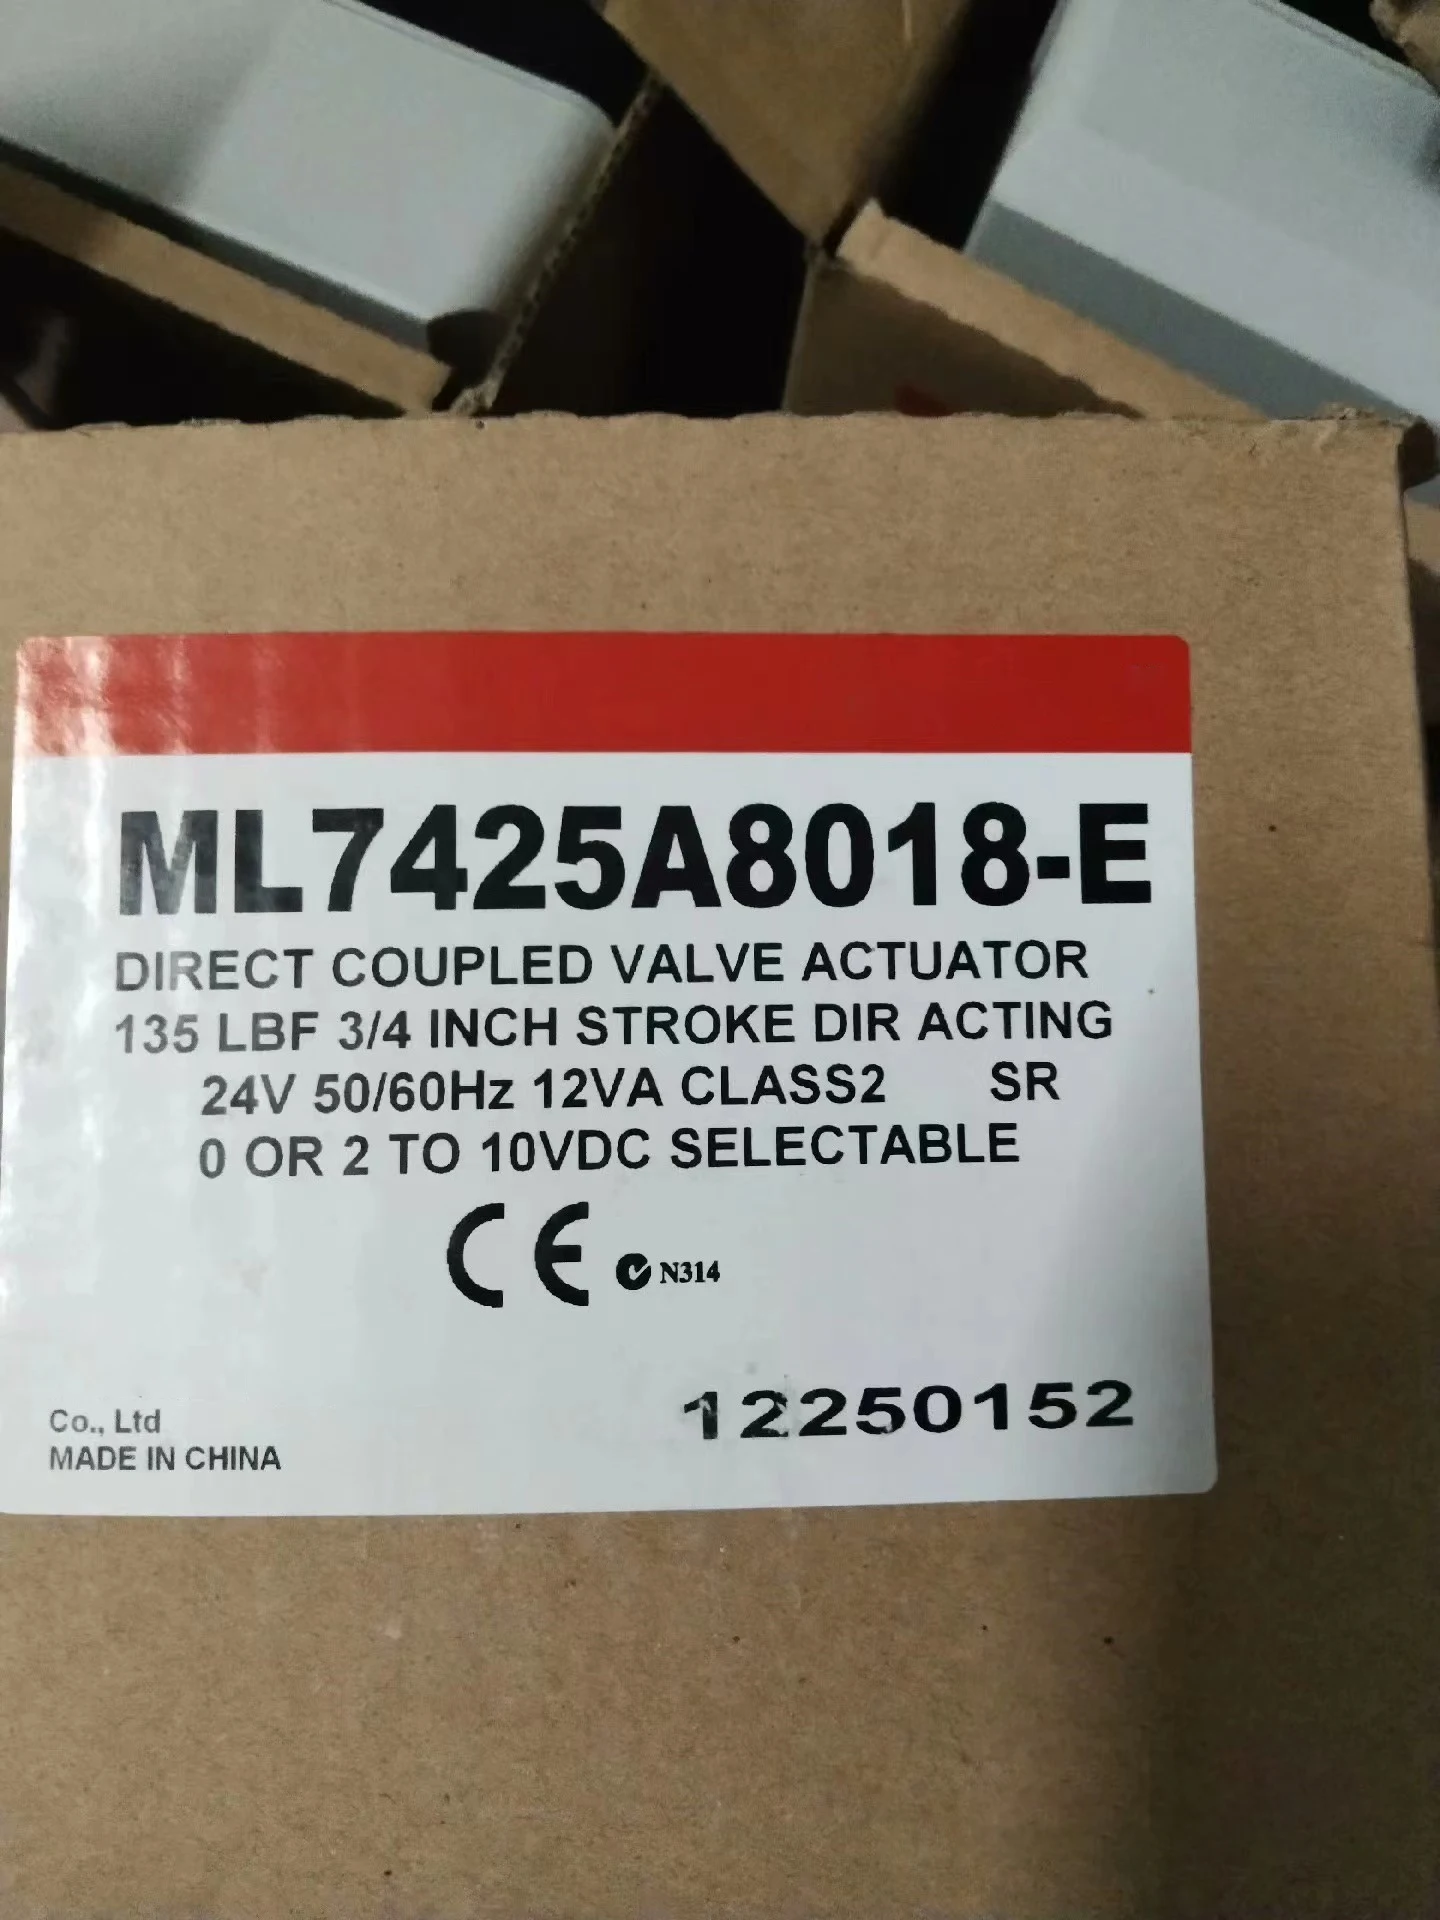 ML7425A8018-E
DIRECT COUPLED VALVE ACTUATOR
135 LBF 3/4 INCH STROKE DIR ACTING
24V 50/60Hz 12VA CLASS2 SR
0 OR 2 TO 10VDC SELECTABLE
CE N314
12250152
Co., Ltd
MADE IN CHINA